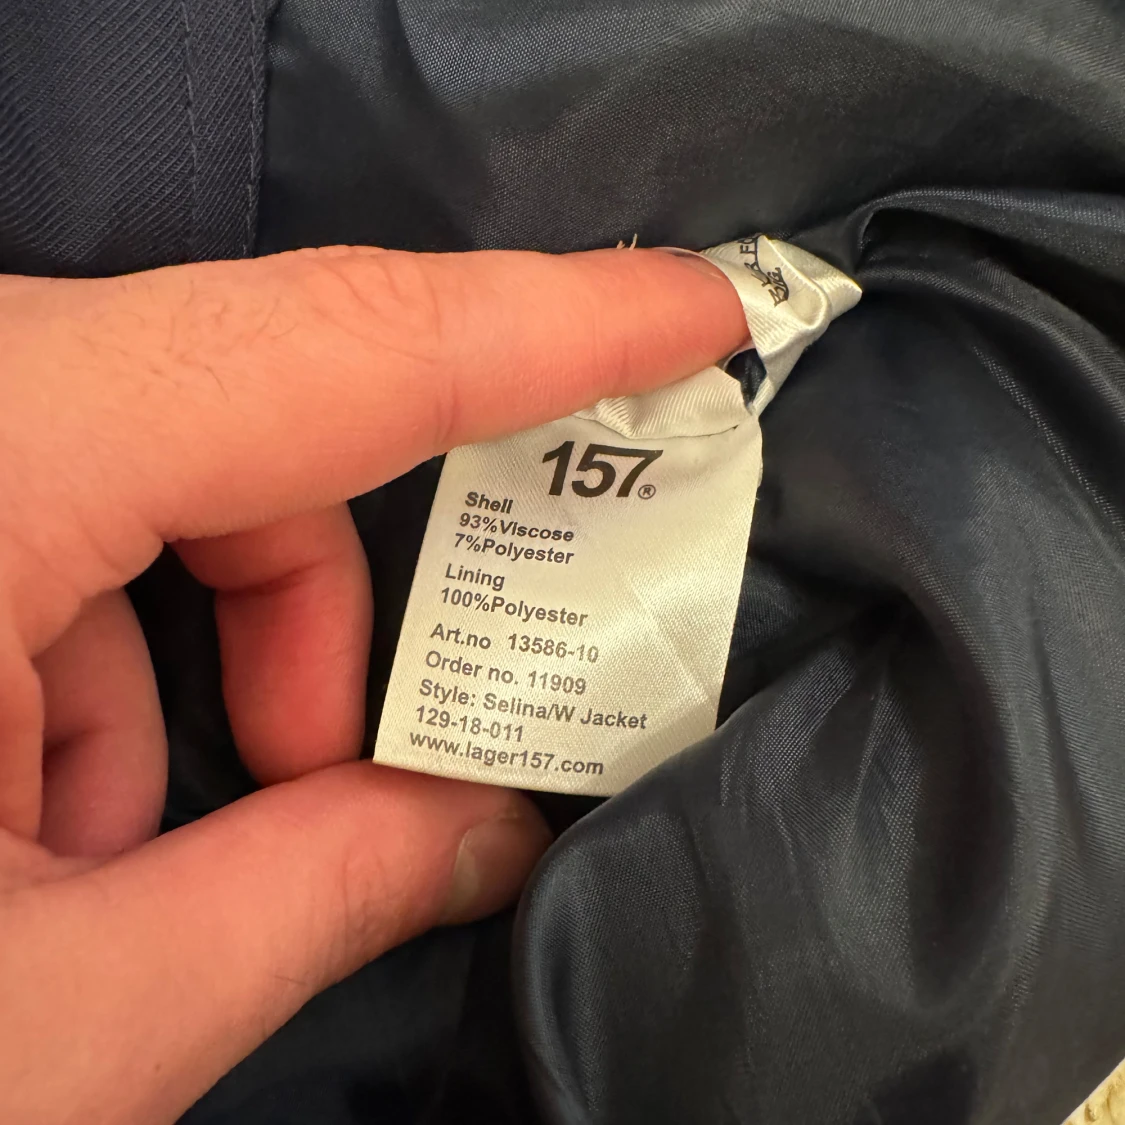 157®
Shell
93%Viscose
7%Polyester
Lining
100%Polyester
Art.no 13586-10
Order no. 11909
Style: Selina/W Jacket
129-18-011
www.lager157.com